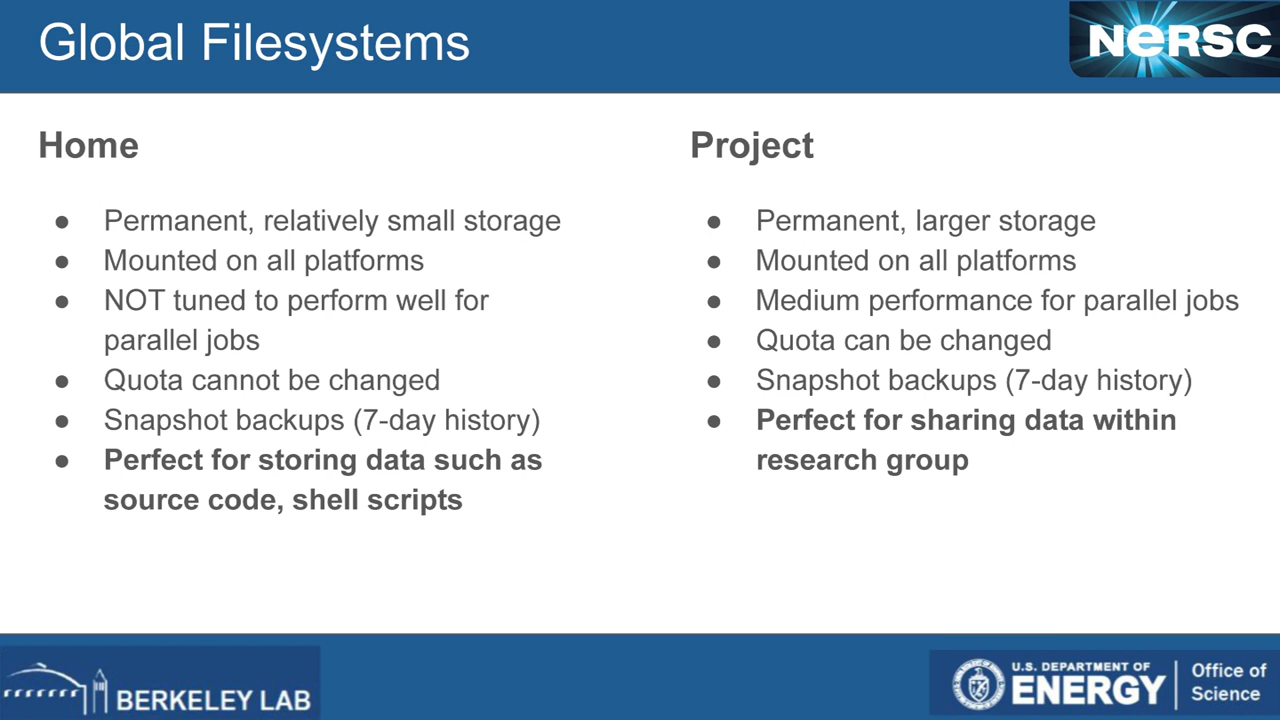 Global Filesystems
NERSC
Home
● Permanent, relatively small storage
● Mounted on all platforms
● NOT tuned to perform well for
parallel jobs
● Quota cannot be changed
● Snapshot backups (7-day history)
● Perfect for storing data such as
source code, shell scripts
Project
● Permanent, larger storage
● Mounted on all platforms
● Medium performance for parallel jobs
● Quota can be changed
● Snapshot backups (7-day history)
● Perfect for sharing data within
research group
BERKELEY LAB
U.S. DEPARTMENT OF
ENERGY
Office of
Science